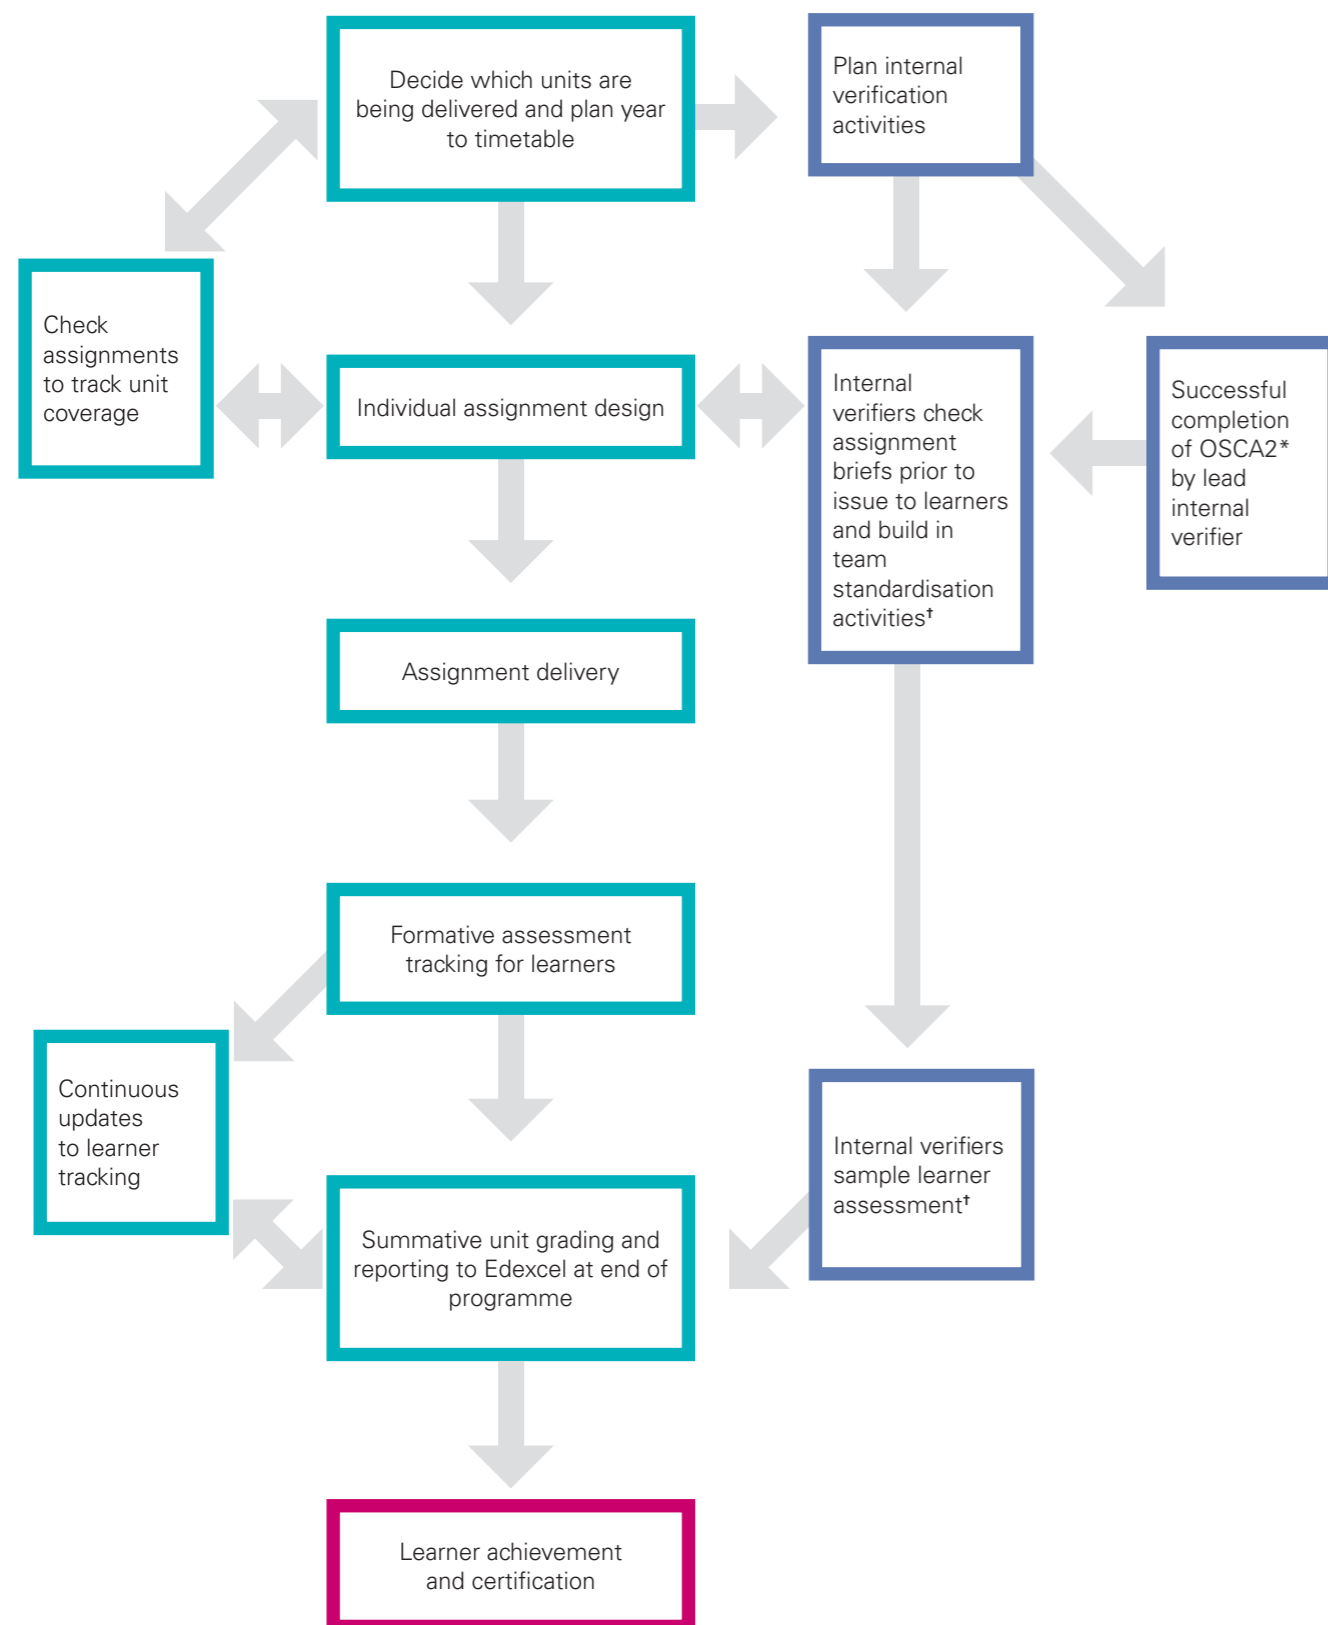 Decide which units are
being delivered and plan year
to timetable
Plan internal
verification
activities
Check
assignments
to track unit
coverage
Individual assignment design
Internal
verifiers check
assignment
briefs prior to
issue to learners
and build in
team
standardisation
activities†
Successful
completion
of OSCA2*
by lead
internal
verifier
Assignment delivery
Formative assessment
tracking for learners
Continuous
updates
to learner
tracking
Internal verifiers
sample learner
assessment†
Summative unit grading and
reporting to Edexcel at end of
programme
Learner achievement
and certification